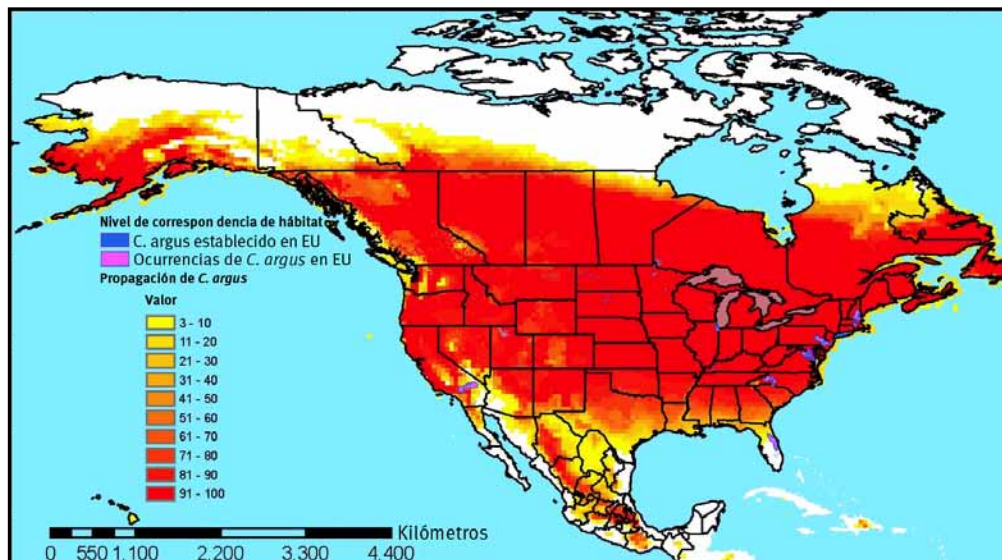 Nivel de correspon dencia de hábitat
C. argus establecido en EU
Ocurrencias de C. argus en EU
Propagación de C. argus
Valor
3 - 10
11 - 20
21 - 30
31 - 40
41 - 50
51 - 60
61 - 70
71 - 80
81 - 90
91 - 100
Kilómetros
0 550 1.100 2.200 3.300 4.400